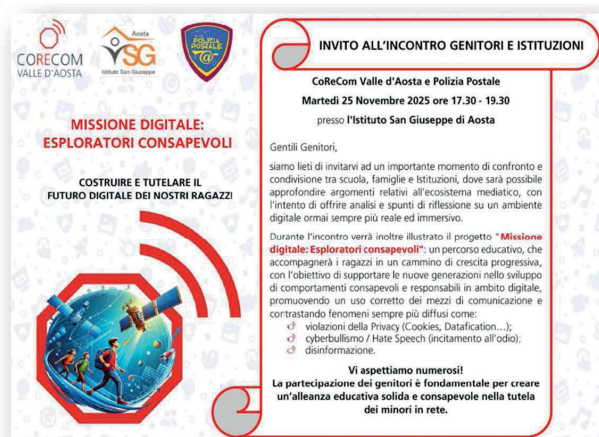 CORECOM
VALLE D'AOSTA
Aosta
SG
Istituto San Giuseppe
POLIZIA
POSTALE
@
MISSIONE DIGITALE:
ESPLORATORI CONSAPEVOLI
COSTRUIRE E TUTELARE IL
FUTURO DIGITALE DEI NOSTRI RAGAZZI
INVITO ALL'INCONTRO GENITORI E ISTITUZIONI
CoReCom Valle d'Aosta e Polizia Postale
Martedì 25 Novembre 2025 ore 17.30 - 19.30
presso l'Istituto San Giuseppe di Aosta
Gentili Genitori,
siamo lieti di invitarvi ad un importante momento di confronto e
condivisione tra scuola, famiglie e Istituzioni, dove sarà possibile
approfondire argomenti relativi all'ecosistema mediatico, con
l'intento di offrire analisi e spunti di riflessione su un ambiente
digitale ormai sempre più reale ed immersivo.
Durante l'incontro verrà inoltre illustrato il progetto "Missione
digitale: Esploratori consapevoli": un percorso educativo, che
accompagnerà i ragazzi in un cammino di crescita progressiva,
con l'obiettivo di supportare le nuove generazioni nello sviluppo
di comportamenti consapevoli e responsabili in ambito digitale,
promuovendo un uso corretto dei mezzi di comunicazione e
contrastando fenomeni sempre più diffusi come:
violazioni della Privacy (Cookies, Datafication...);
cyberbullismo / Hate Speech (incitamento all'odio);
disinformazione.
Vi aspettiamo numerosi!
La partecipazione dei genitori è fondamentale per creare
un'alleanza educativa solida e consapevole nella tutela
dei minori in rete.